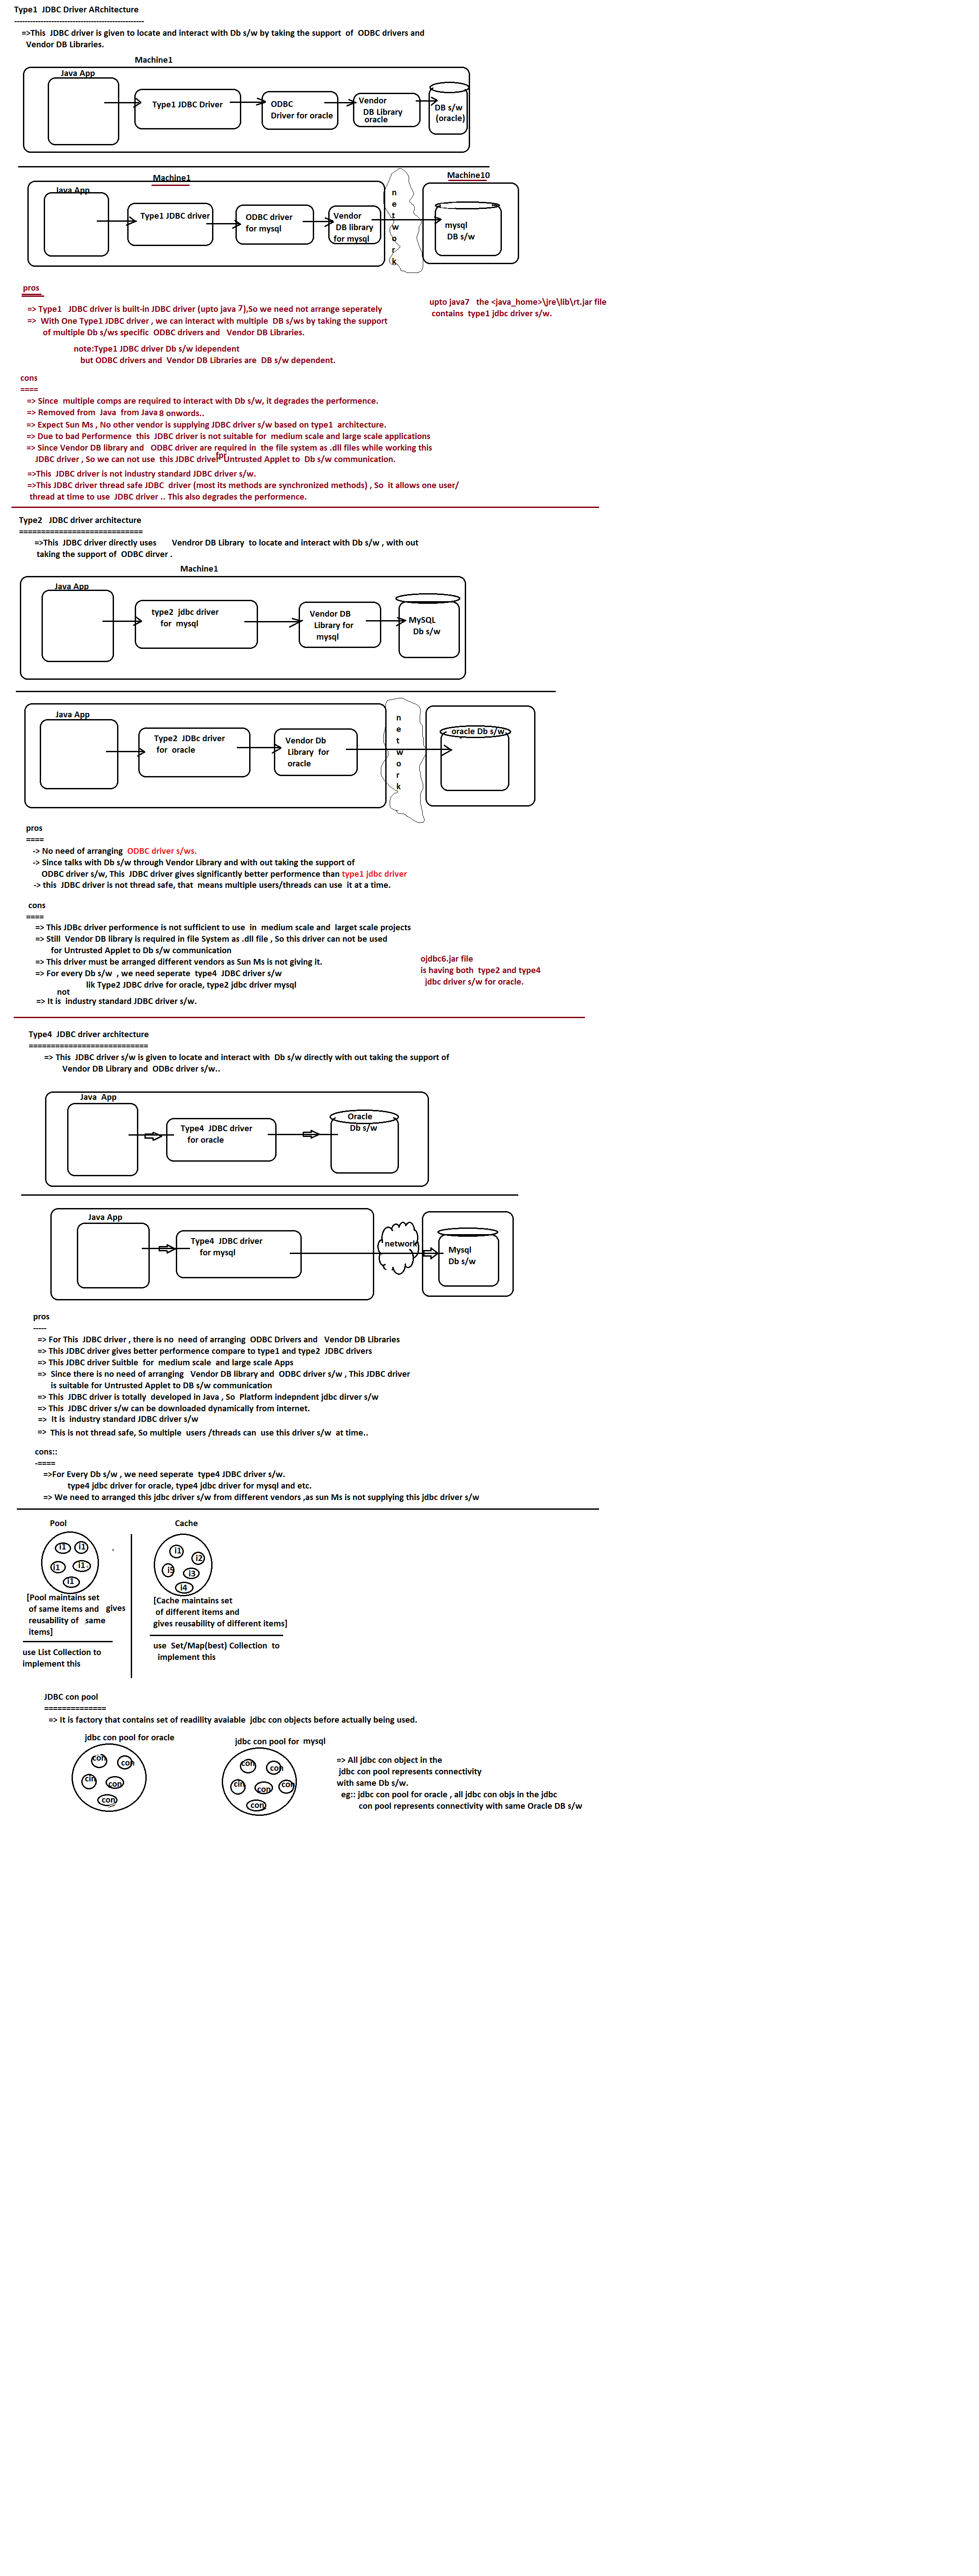 Type1 JDBC Driver ARchitecture
------------------------------------------------
=>This JDBC driver is given to locate and interact with Db s/w by taking the support of ODBC drivers and
Vendor DB Libraries.
Machine1
Java App
Type1 JDBC Driver
ODBC
Driver for oracle
Vendor
DB Library
oracle
DB s/w
(oracle)
Machine1
Machine10
Java App
Type1 JDBC driver
ODBC driver
for mysql
Vendor
DB library
for mysql
n
e
t
w
o
r
k
mysql
DB s/w
pros
=> Type1 JDBC driver is built-in JDBC driver (upto java 7),So we need not arrange seperately
=> With One Type1 JDBC driver , we can interact with multiple DB s/ws by taking the support
of multiple Db s/ws specific ODBC drivers and Vendor DB Libraries.
upto java7 the <java_home>\jre\lib\rt.jar file
contains type1 jdbc driver s/w.
note:Type1 JDBC driver Db s/w idependent
but ODBC drivers and Vendor DB Libraries are DB s/w dependent.
cons
====
=> Since multiple comps are required to interact with Db s/w, it degrades the performence.
=> Removed from Java from Java 8 onwords..
=> Expect Sun Ms , No other vendor is supplying JDBC driver s/w based on type1 architecture.
=> Due to bad Performence this JDBC driver is not suitable for medium scale and large scale applications
=> Since Vendor DB library and ODBC driver are required in the file system as .dll files while working this
JDBC driver , So we can not use this JDBC driver for Untrusted Applet to Db s/w communication.
=>This JDBC driver is not industry standard JDBC driver s/w.
=>This JDBC driver thread safe JDBC driver (most its methods are synchronized methods) , So it allows one user/
thread at time to use JDBC driver .. This also degrades the performence.
Type2 JDBC driver architecture
============================
=>This JDBC driver directly uses Vendror DB Library to locate and interact with Db s/w , with out
taking the support of ODBC dirver .
Machine1
Java App
type2 jdbc driver
for mysql
Vendor DB
Library for
mysql
MySQL
Db s/w
Java App
Type2 JDBc driver
for oracle
Vendor Db
Library for
oracle
n
e
t
w
o
r
k
oracle Db s/w
pros
====
-> No need of arranging ODBC driver s/ws.
-> Since talks with Db s/w through Vendor Library and with out taking the support of
ODBC driver s/w, This JDBC driver gives significantly better performence than type1 jdbc driver
-> this JDBC driver is not thread safe, that means multiple users/threads can use it at a time.
cons
====
=> This JDBc driver performence is not sufficient to use in medium scale and larget scale projects
=> Still Vendor DB library is required in file System as .dll file , So this driver can not be used
for Untrusted Applet to Db s/w communication
=> This driver must be arranged different vendors as Sun Ms is not giving it.
=> For every Db s/w , we need seperate type4 JDBC driver s/w
lik Type2 JDBC drive for oracle, type2 jdbc driver mysql
not
=> It is industry standard JDBC driver s/w.
ojdbc6.jar file
is having both type2 and type4
jdbc driver s/w for oracle.
Type4 JDBC driver architecture
===========================
=> This JDBC driver s/w is given to locate and interact with Db s/w directly with out taking the support of
Vendor DB Library and ODBc driver s/w..
Java App
Type4 JDBC driver
for oracle
Oracle
Db s/w
Java App
Type4 JDBC driver
for mysql
network
Mysql
Db s/w
pros
-----
=> For This JDBC driver , there is no need of arranging ODBC Drivers and Vendor DB Libraries
=> This JDBC driver gives better performence compare to type1 and type2 JDBC drivers
=> This JDBC driver Suitble for medium scale and large scale Apps
=> Since there is no need of arranging Vendor DB library and ODBC driver s/w , This JDBC driver
is suitable for Untrusted Applet to DB s/w communication
=> This JDBC driver is totally developed in Java , So Platform indepndent jdbc dirver s/w
=> This JDBC driver s/w can be downloaded dynamically from internet.
=> It is industry standard JDBC driver s/w
=> This is not thread safe, So multiple users /threads can use this driver s/w at time..
cons::
-====
=>For Every Db s/w , we need seperate type4 JDBC driver s/w.
type4 jdbc driver for oracle, type4 jdbc driver for mysql and etc.
=> We need to arranged this jdbc driver s/w from different vendors ,as sun Ms is not supplying this jdbc driver s/w
Pool
i1 i1
i1 i1
i1
[Pool maintains set
of same items and gives
reusability of same
items]
use List Collection to
implement this
Cache
i1
i2
i5
i3
i4
[Cache maintains set
of different items and
gives reusability of different items]
use Set/Map(best) Collection to
implement this
JDBC con pool
==============
=> It is factory that contains set of readility avaiable jdbc con objects before actually being used.
jdbc con pool for oracle
con con
cin con
con
jdbc con pool for mysql
con con
cin con con
con
=> All jdbc con object in the
jdbc con pool represents connectivity
with same Db s/w.
eg:: jdbc con pool for oracle , all jdbc con objs in the jdbc
con pool represents connectivity with same Oracle DB s/w